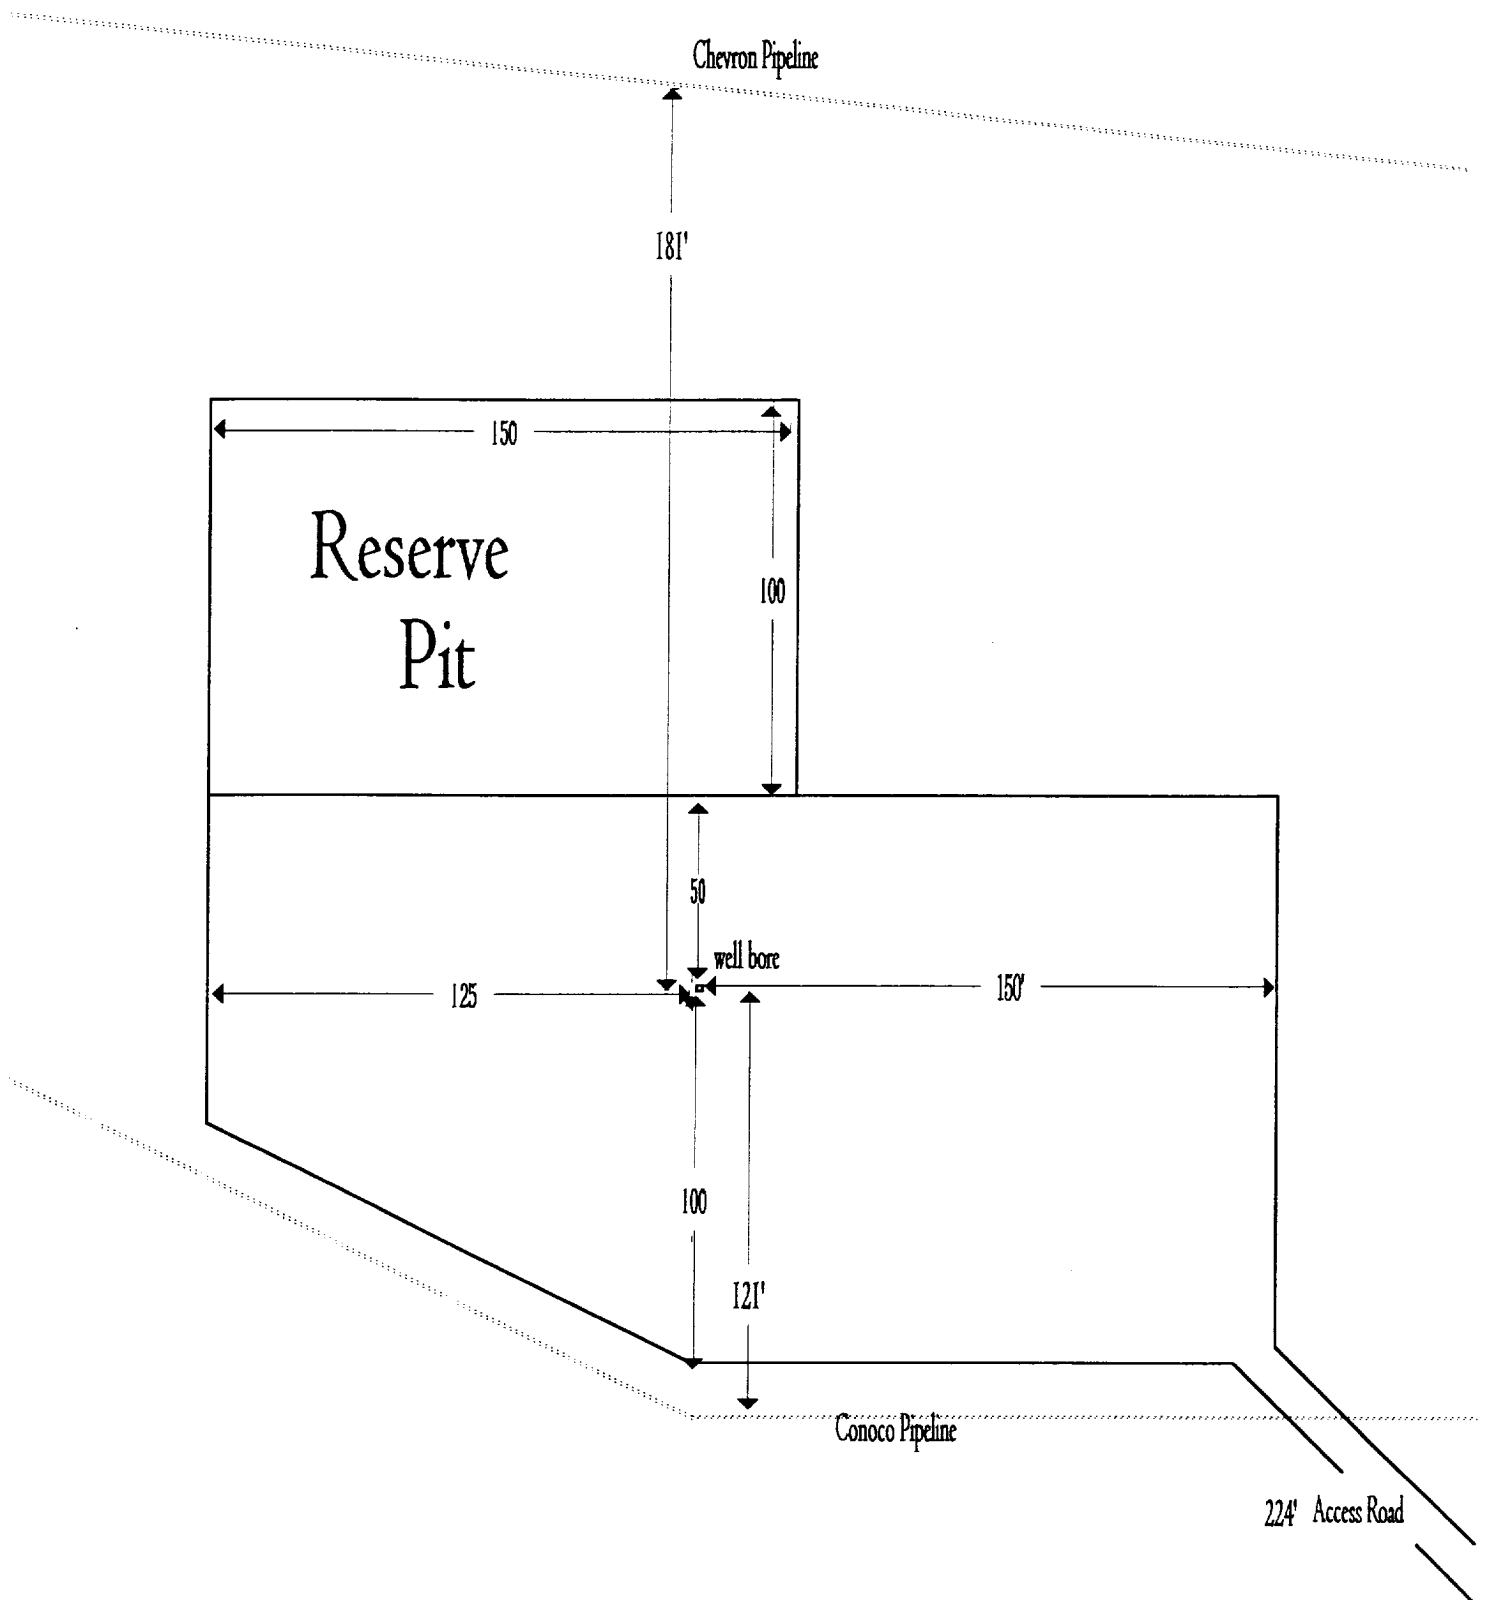 Chevron Pipeline
181'
150
Reserve
Pit
100
50
well bore
125
150'
100
121'
Conoco Pipeline
224' Access Road